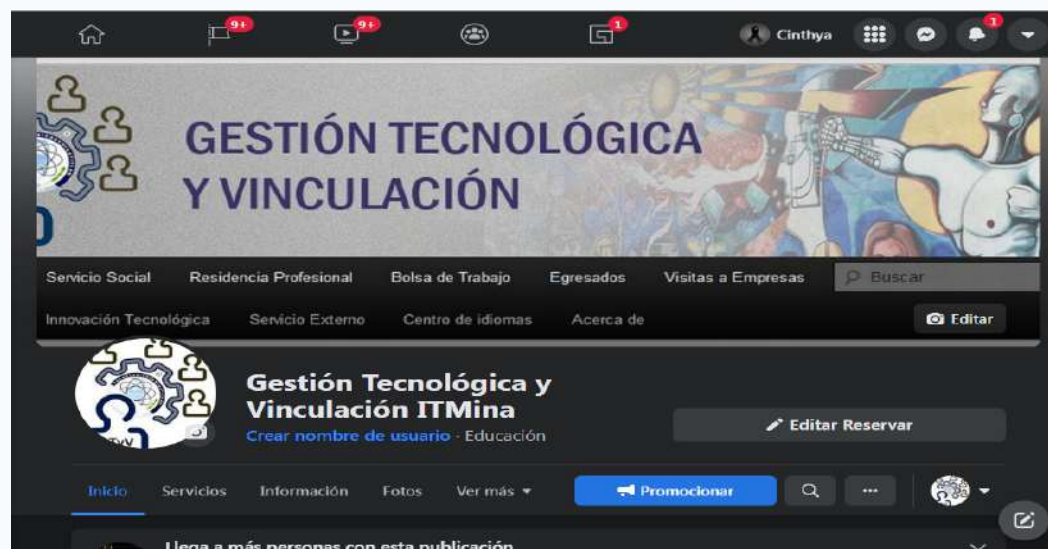 9+ 9+ 1 Cinthya 1
GESTIÓN TECNOLÓGICA
Y VINCULACIÓN
Servicio Social Residencia Profesional Bolsa de Trabajo Egresados Visitas a Empresas Buscar
Innovación Tecnológica Servicio Externo Centro de idiomas Acerca de Editar
Gestión Tecnológica y
Vinculación ITMina
Crear nombre de usuario · Educación
Editar Reservar
Inicio Servicios Información Fotos Ver más Promocionar
Llega a más personas con esta publicación